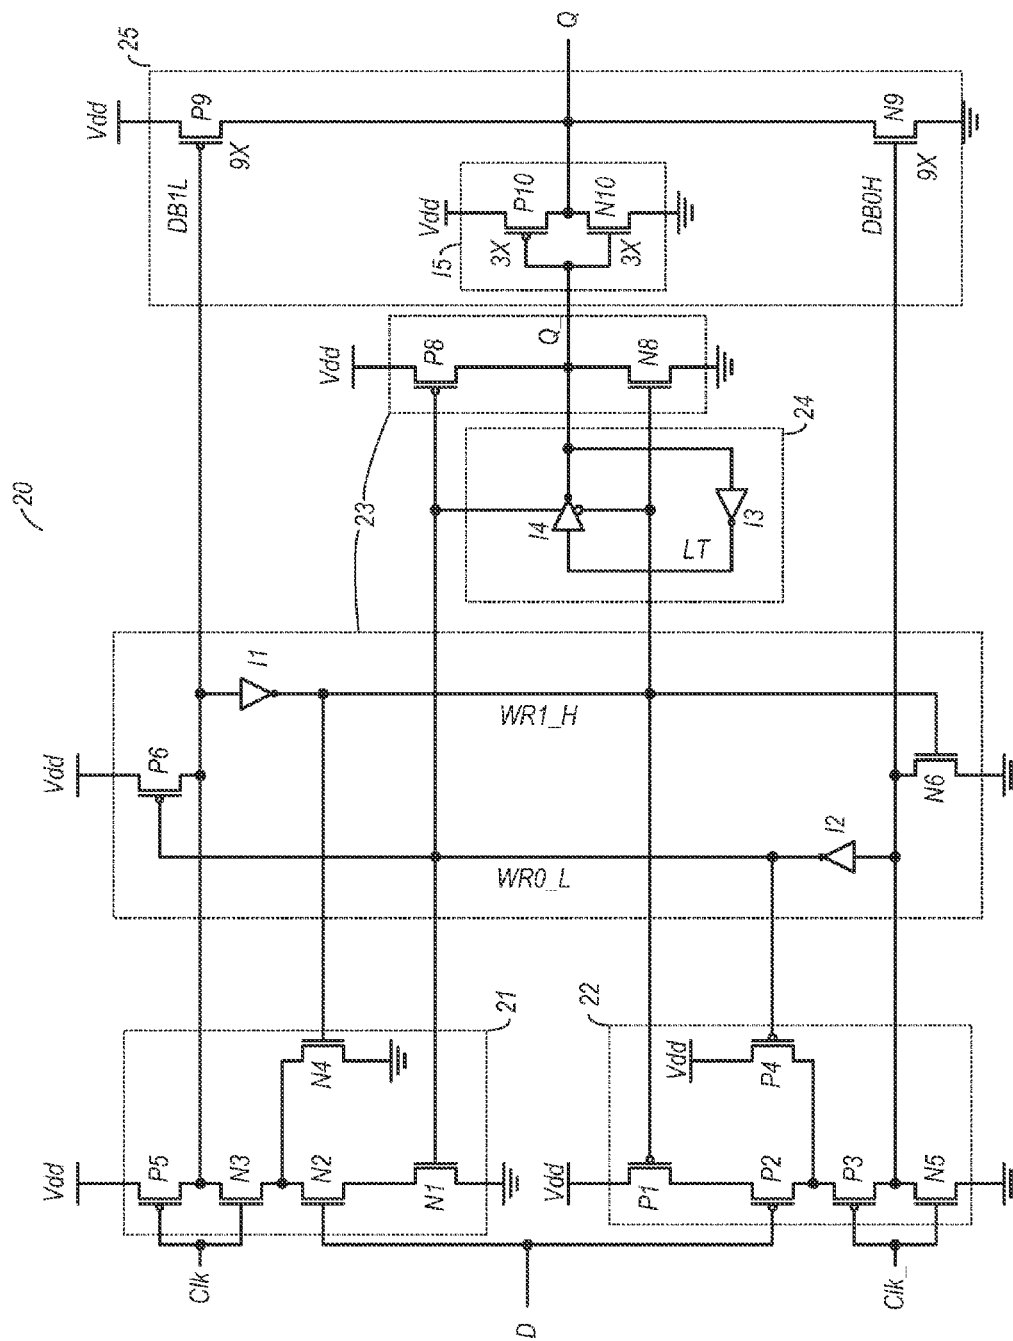 20
25
Vdd
P9
9X
DB1L
Q
Vdd
P10
3X
I5
N10
3X
N9
9X
DB0H
Q_
Vdd
P8
N8
23
24
I4
I3
LT
I1
WR1_H
Vdd
P6
N6
I2
WR0_L
21
22
Vdd
P5
N3
N4
N2
N1
Clk
Vdd
P4
Vdd
P1
P2
P3
N5
D
Clk_